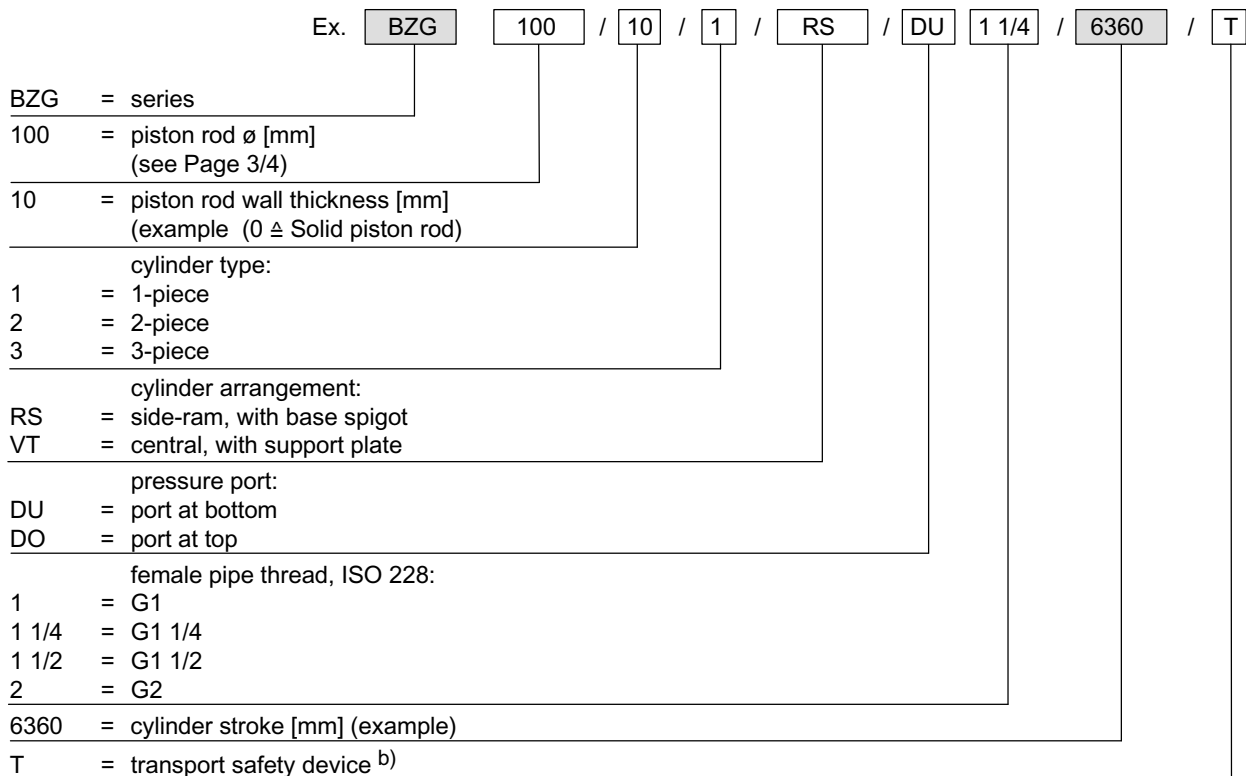 Ex. BZG 100 / 10 / 1 / RS / DU 1 1/4 / 6360 / T
BZG = series
100 = piston rod ø [mm]
(see Page 3/4)
10 = piston rod wall thickness [mm]
(example (0 ≙ Solid piston rod)
cylinder type:
1 = 1-piece
2 = 2-piece
3 = 3-piece
cylinder arrangement:
RS = side-ram, with base spigot
VT = central, with support plate
pressure port:
DU = port at bottom
DO = port at top
female pipe thread, ISO 228:
1 = G1
1 1/4 = G1 1/4
1 1/2 = G1 1/2
2 = G2
6360 = cylinder stroke [mm] (example)
T = transport safety device b)